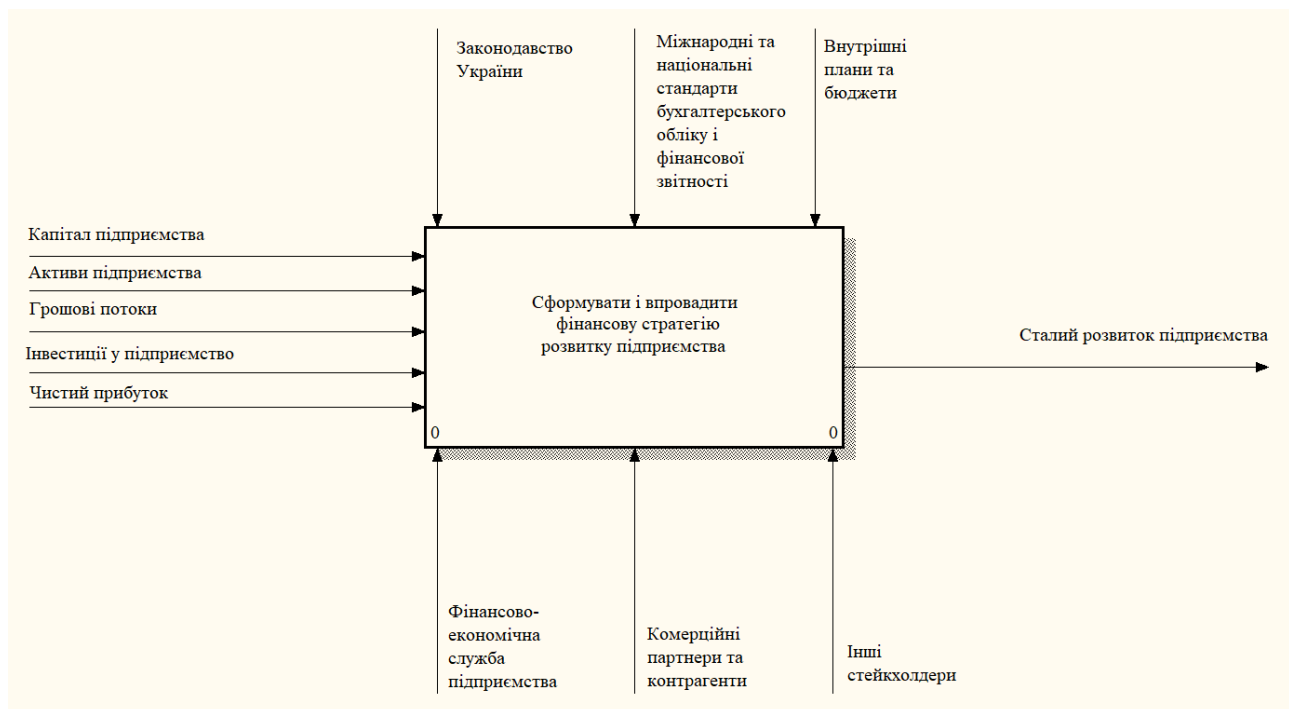 Законодавство
України
Міжнародні та
національні
стандарти
бухгалтерського
обліку і
фінансової
звітності
Внутрішні
плани та
бюджети
Капітал підприємства
Активи підприємства
Грошові потоки
Інвестиції у підприємство
Чистий прибуток
Сформувати і впровадити
фінансову стратегію
розвитку підприємства
0
0
Сталий розвиток підприємства
Фінансово-
економічна
служба
підприємства
Комерційні
партнери та
контрагенти
Інші
стейкхолдери